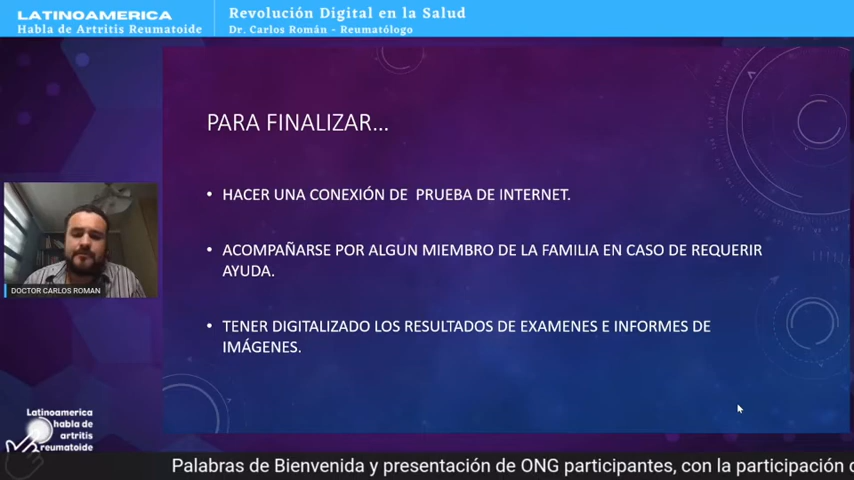 LATINOAMERICA
Habla de Artritis Reumatoide
Revolución Digital en la Salud
Dr. Carlos Román - Reumatólogo
PARA FINALIZAR...
• HACER UNA CONEXIÓN DE PRUEBA DE INTERNET.
• ACOMPAÑARSE POR ALGUN MIEMBRO DE LA FAMILIA EN CASO DE REQUERIR
AYUDA.
• TENER DIGITALIZADO LOS RESULTADOS DE EXAMENES E INFORMES DE
IMÁGENES.
DOCTOR CARLOS ROMAN
Latinoamerica
habla de
artritis
reumatoide
Palabras de Bienvenida y presentación de ONG participantes, con la participación